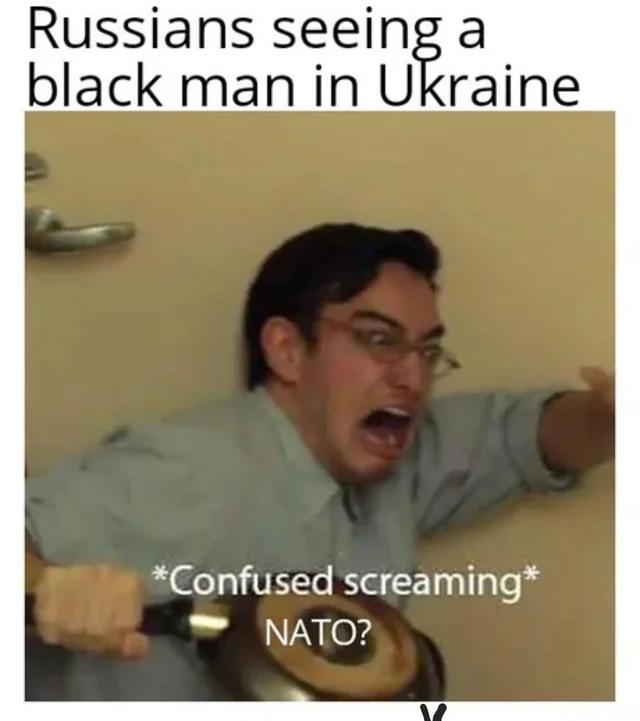 Russians seeing a
black man in Ukraine
*Confused screaming*
NATO?